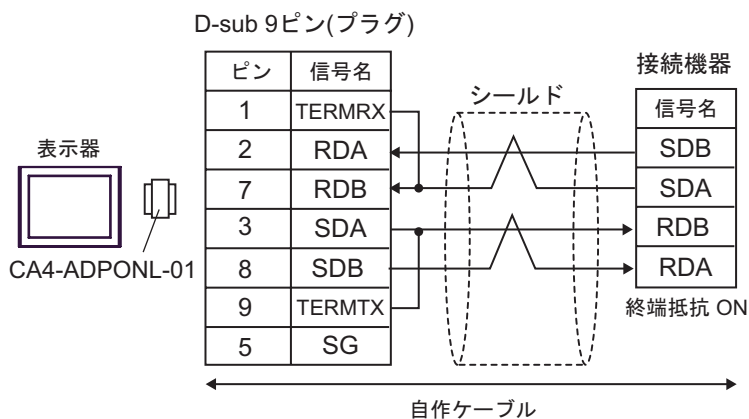 D-sub 9ピン(プラグ)
ピン 信号名
1 TERMRX
2 RDA
7 RDB
3 SDA
8 SDB
9 TERMTX
5 SG
表示器
CA4-ADPONL-01
シールド
接続機器
信号名
SDB
SDA
RDB
RDA
終端抵抗 ON
自作ケーブル